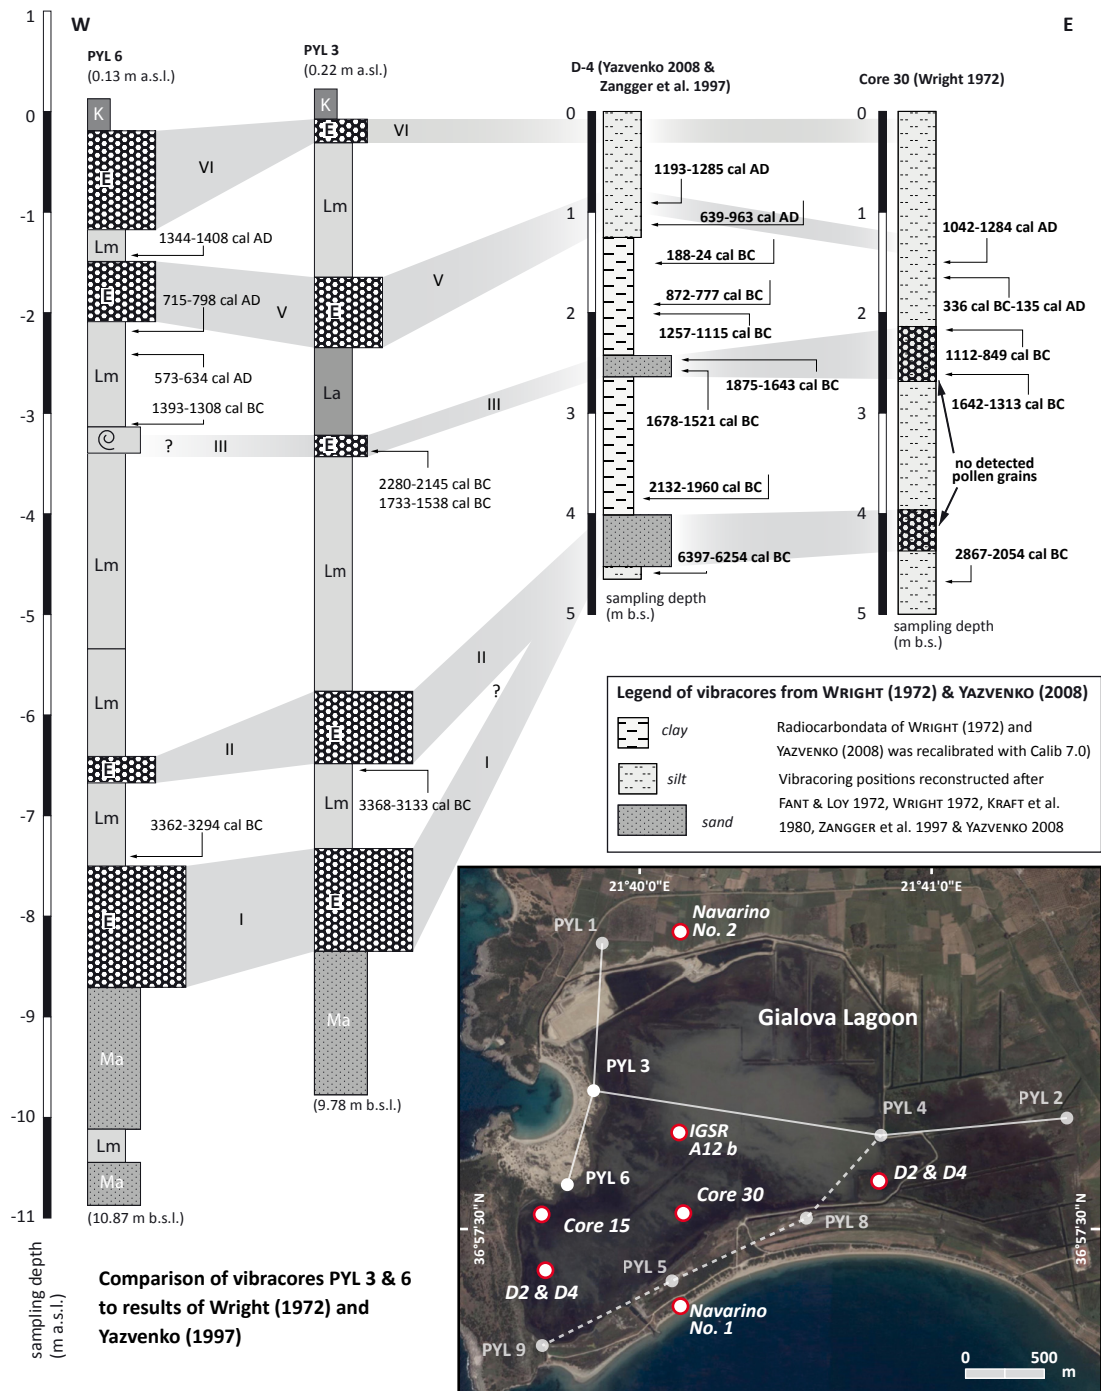 W
E
PYL 6
(0.13 m a.s.l.)
PYL 3
(0.22 m a.sl.)
D-4 (Yazvenko 2008 &
Zangger et al. 1997)
Core 30 (Wright 1972)
1
0
-1
-2
-3
-4
-5
-6
-7
-8
-9
-10
-11
sampling depth
(m a.s.l.)
K
E
Lm
1344-1408 cal AD
E
715-798 cal AD
Lm
573-634 cal AD
1393-1308 cal BC
Lm
Lm
E
Lm
3362-3294 cal BC
E
Ma
Lm
Ma
(10.87 m b.s.l.)
VI
V
? III
II
I
K
E
Lm
E
La
E
2280-2145 cal BC
1733-1538 cal BC
Lm
E
3368-3133 cal BC
Lm
E
Ma
(9.78 m b.s.l.)
VI
V
III
II
?
I
0
1
2
3
4
5
1193-1285 cal AD
639-963 cal AD
188-24 cal BC
872-777 cal BC
1257-1115 cal BC
1875-1643 cal BC
1678-1521 cal BC
2132-1960 cal BC
6397-6254 cal BC
sampling depth
(m b.s.)
0
1
2
3
4
5
1042-1284 cal AD
336 cal BC-135 cal AD
1112-849 cal BC
1642-1313 cal BC
no detected
pollen grains
2867-2054 cal BC
sampling depth
(m b.s.)
Legend of vibracores from WRIGHT (1972) & YAZVENKO (2008)
clay
silt
sand
Radiocarbondata of WRIGHT (1972) and
YAZVENKO (2008) was recalibrated with Calib 7.0)
Vibracoring positions reconstructed after
FANT & LOY 1972, WRIGHT 1972, KRAFT et al.
1980, ZANGGER et al. 1997 & YAZVENKO 2008
21°40'0"E
21°41'0"E
PYL 1
Navarino
No. 2
Gialova Lagoon
PYL 3
PYL 4
PYL 2
IGSR
A12 b
PYL 6
D2 & D4
Core 30
Core 15
PYL 8
36°57'30"N
36°57'30"N
PYL 5
D2 & D4
Navarino
No. 1
PYL 9
0 500
m
Comparison of vibracores PYL 3 & 6
to results of Wright (1972) and
Yazvenko (1997)